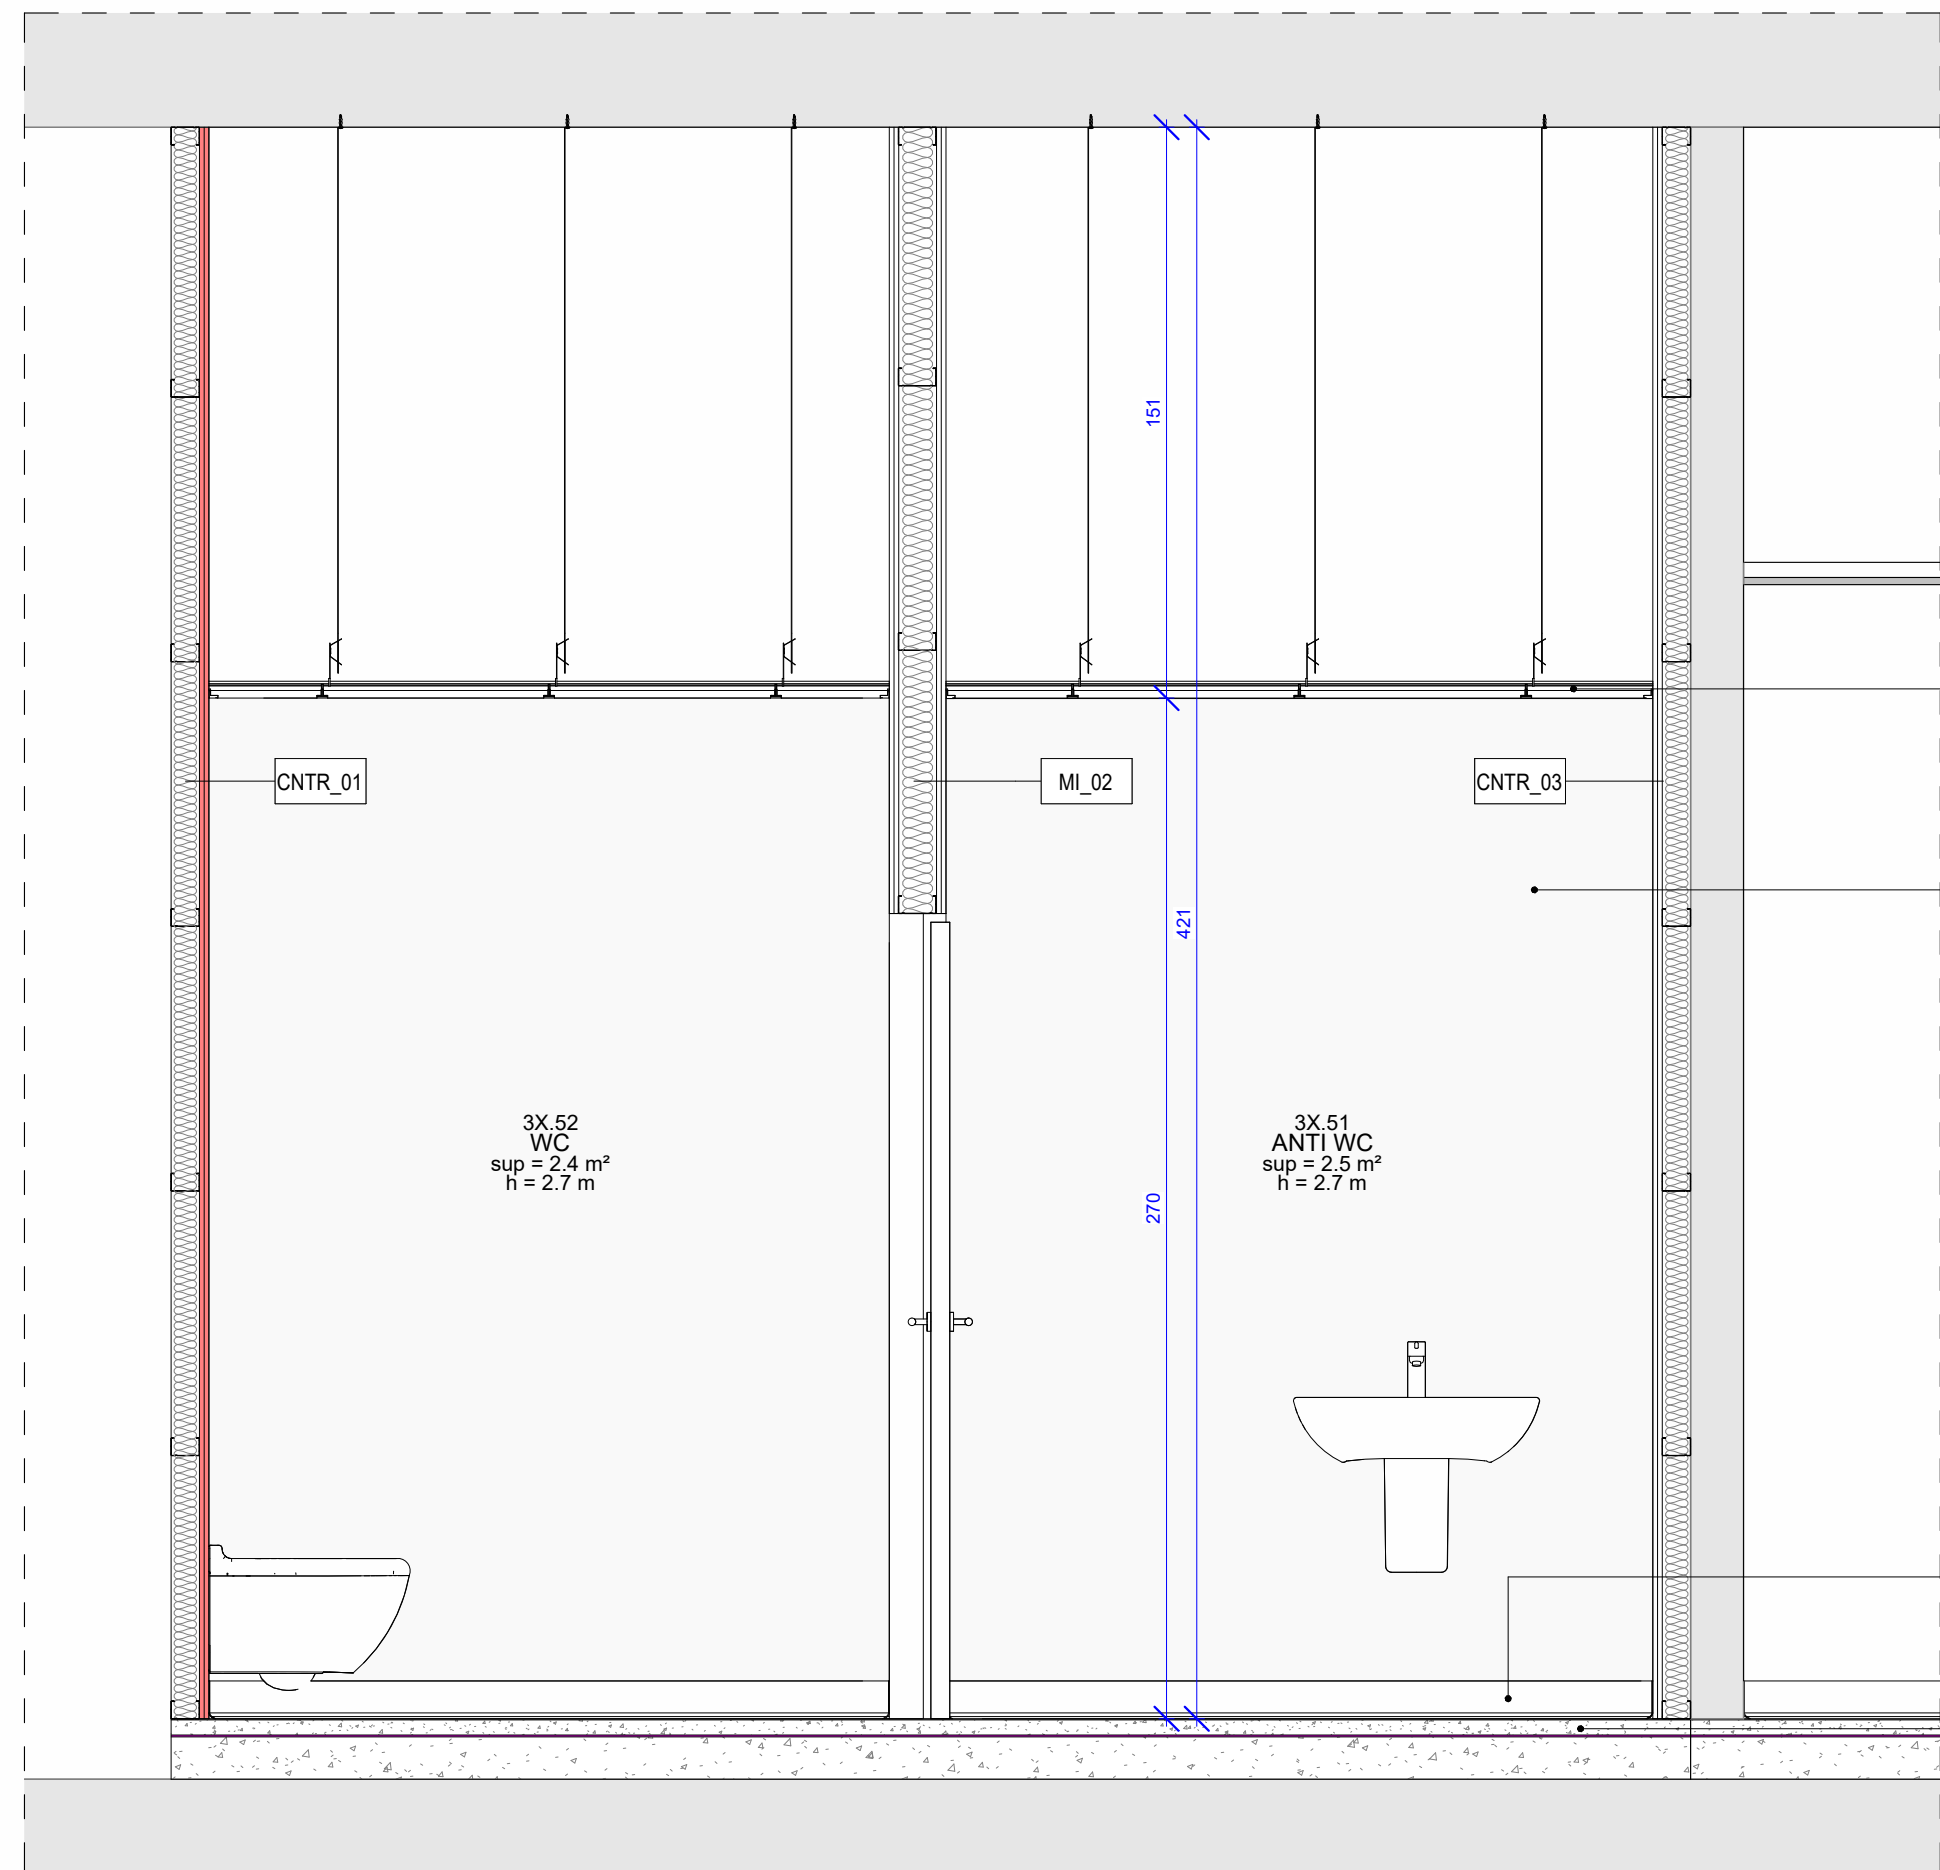 151
CNTR_01
MI_02
CNTR_03
421
3X.52
WC
sup = 2.4 m²
h = 2.7 m
3X.51
ANTI WC
sup = 2.5 m²
h = 2.7 m
270